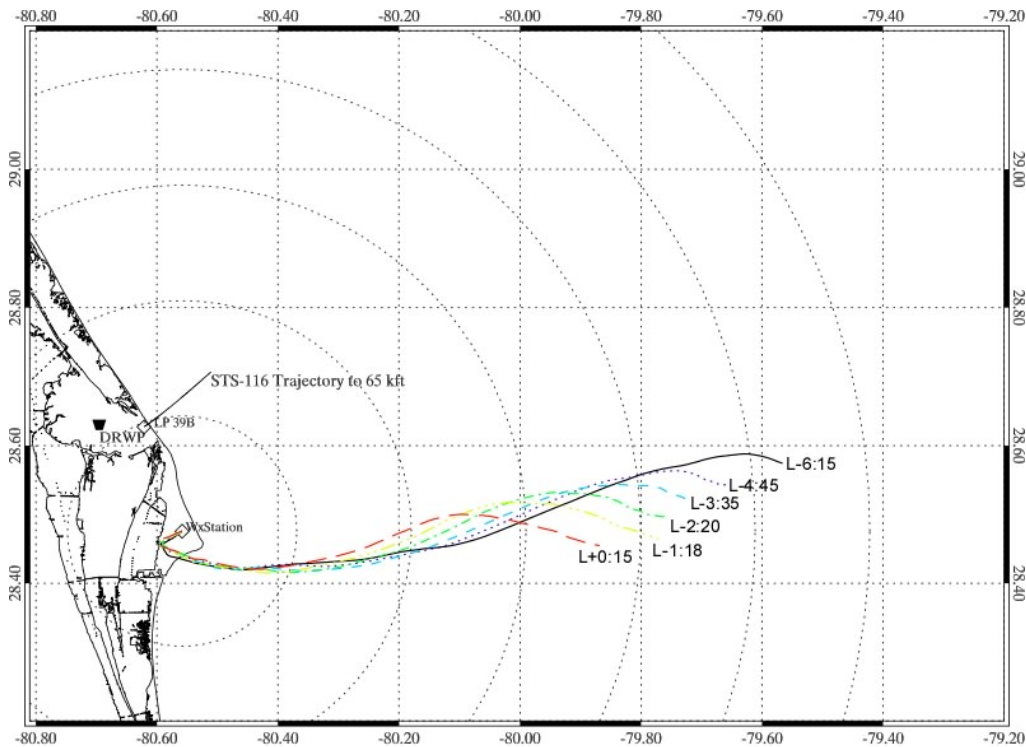 -80.80 -80.60 -80.40 -80.20 -80.00 -79.80 -79.60 -79.40 -79.20
29.00 29.00
28.80 28.80
STS-116 Trajectory to 65 kft
LP 39B
DRWP
28.60 28.60
L-6:15
L-4:45
L-3:35
L-2:20
WxStation
L-1:18
L+0:15
28.40 28.40
-80.80 -80.60 -80.40 -80.20 -80.00 -79.80 -79.60 -79.40 -79.20